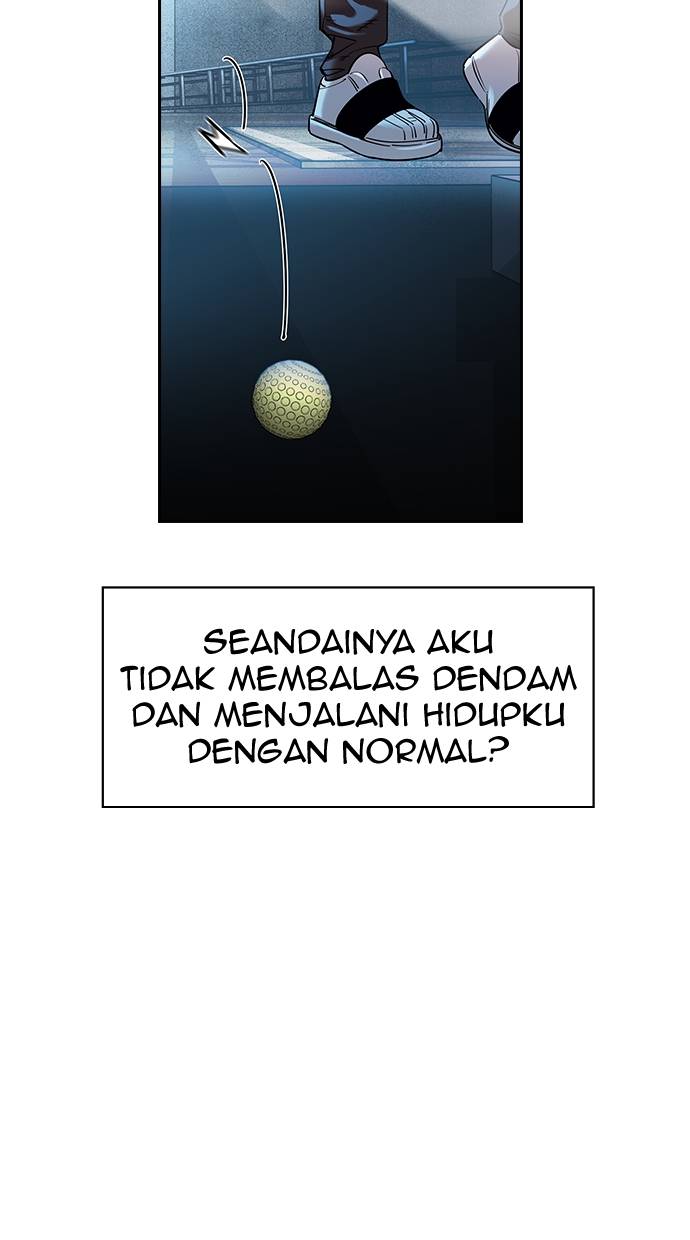 SEANDAINYA AKU
TIDAK MEMBALAS DENDAM
DAN MENJALANI HIDUPKU
DENGAN NORMAL?